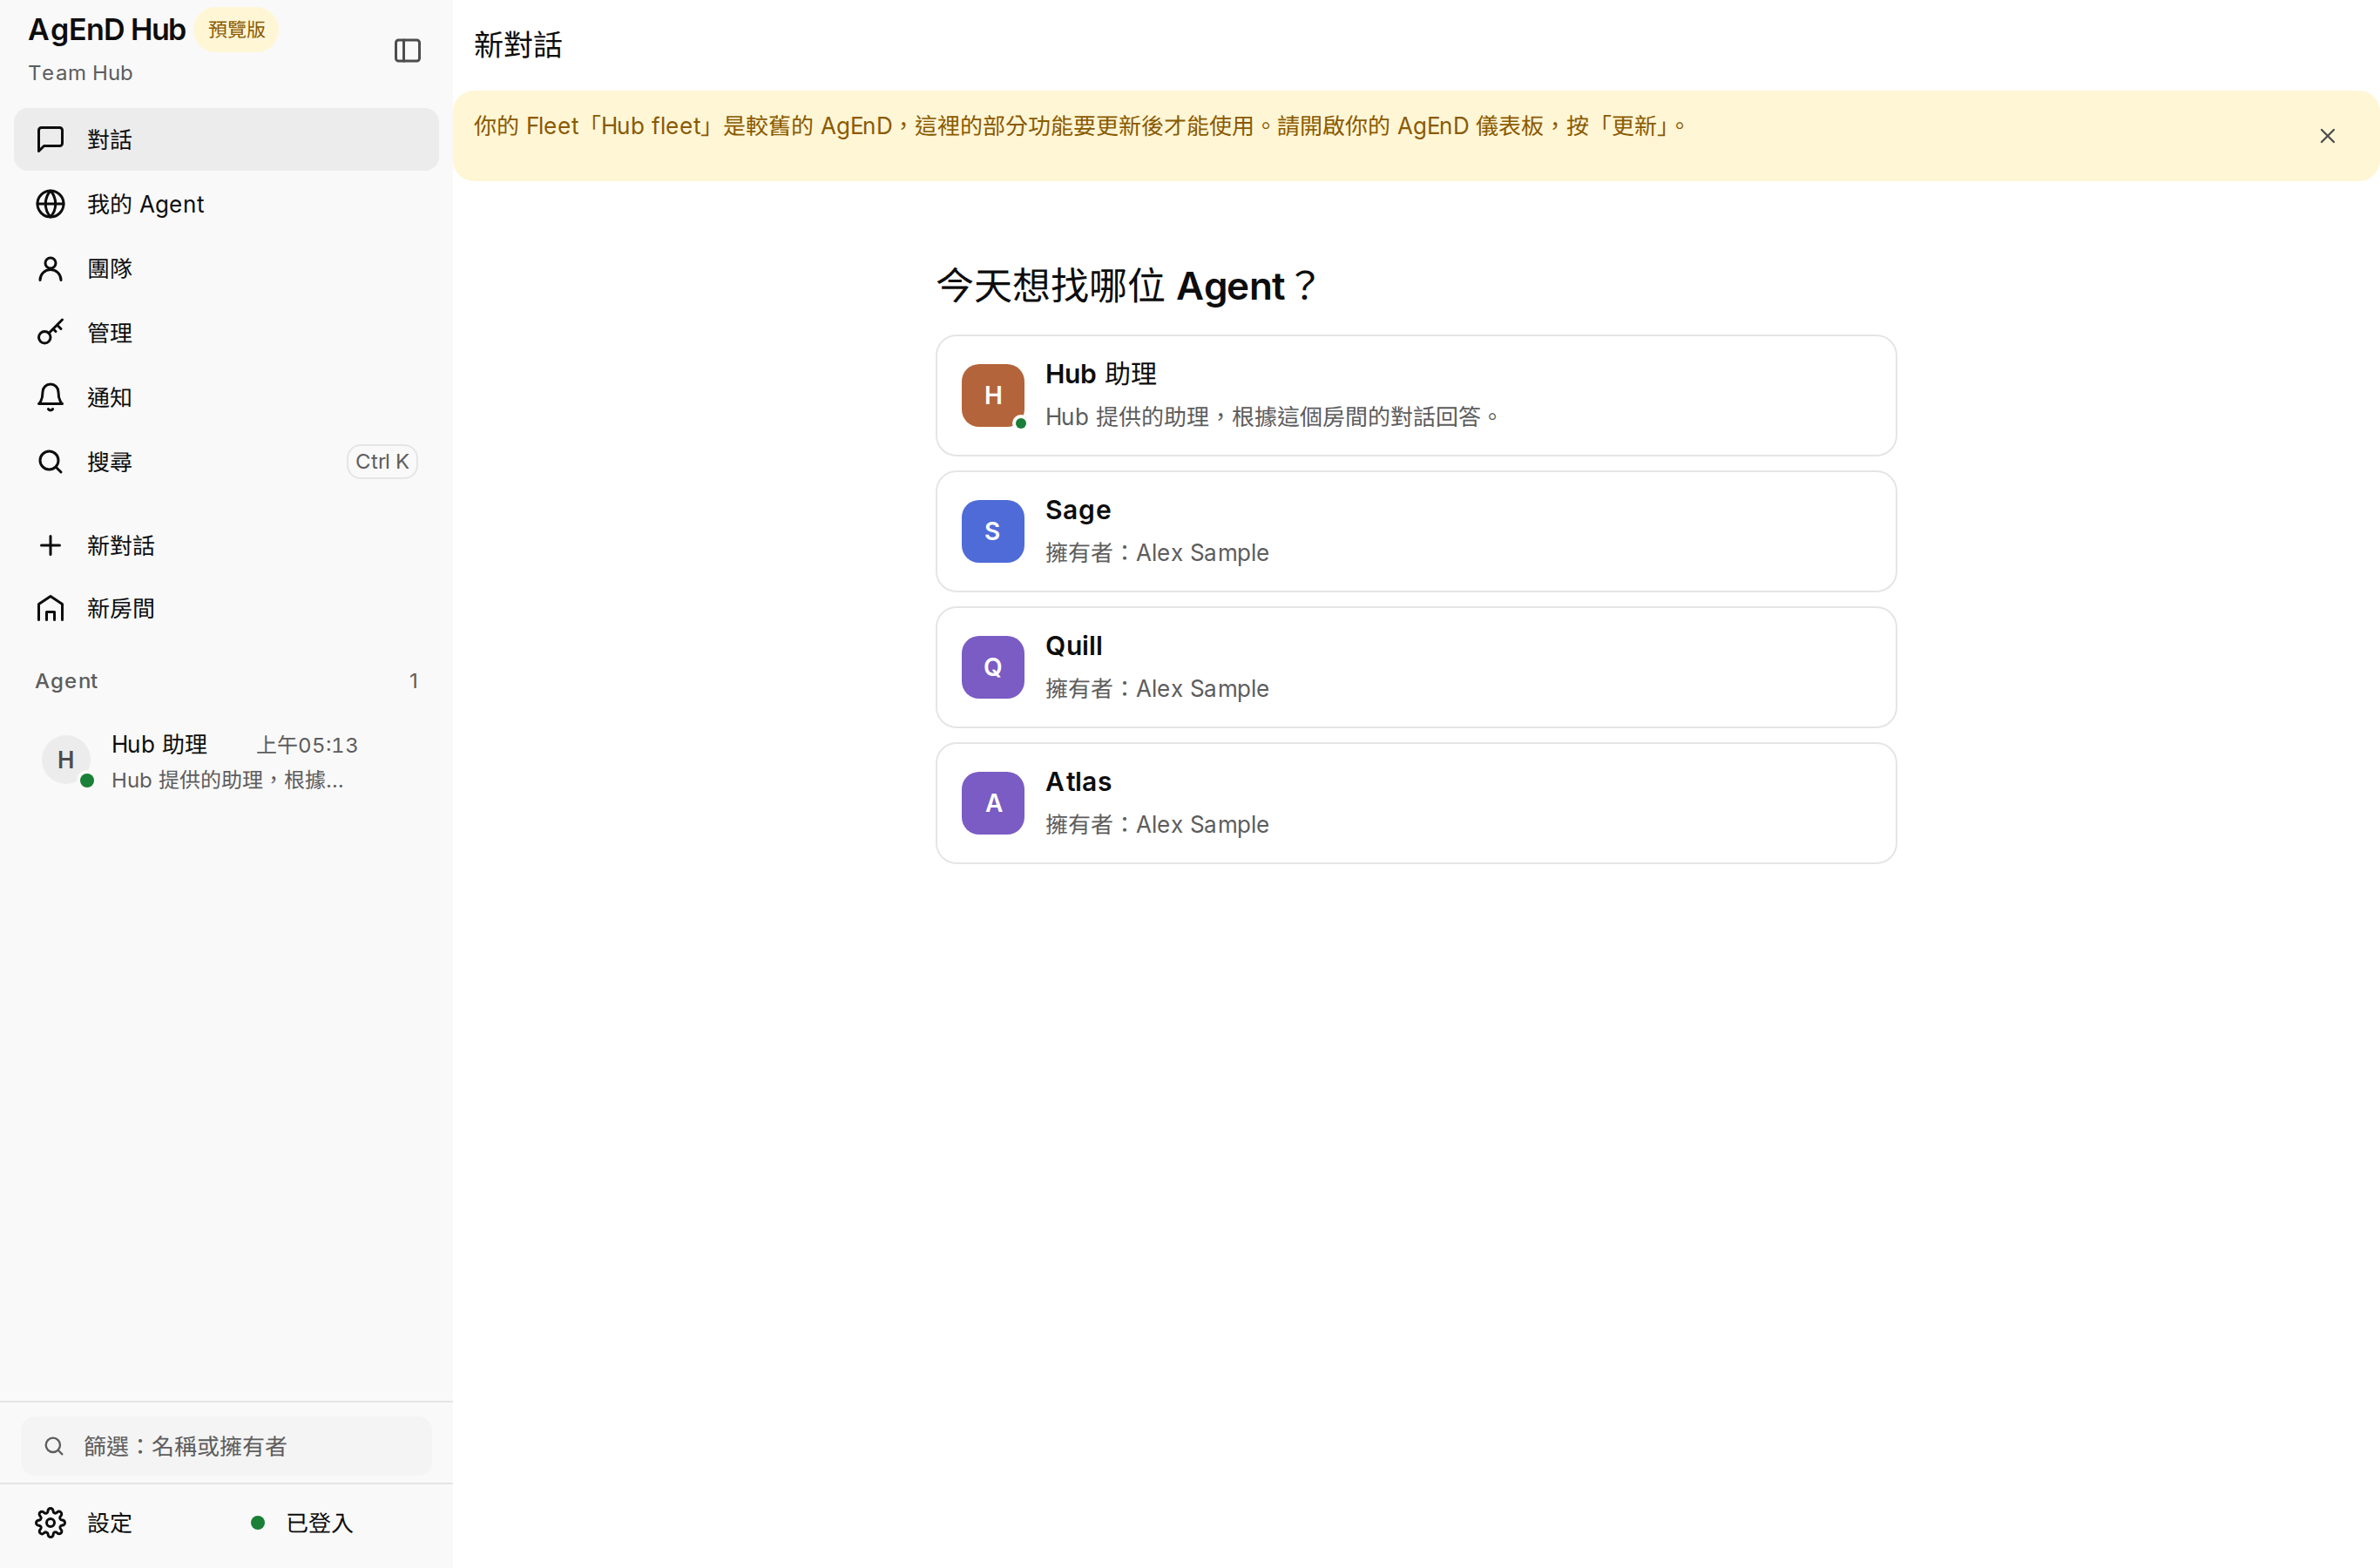 AgEnD Hub 預覽版
Team Hub
對話
我的 Agent
團隊
管理
通知
搜尋 Ctrl K
新對話
新房間
Agent 1
H Hub 助理 上午05:13
Hub 提供的助理，根據...
篩選：名稱或擁有者
設定 已登入
新對話
你的 Fleet「Hub fleet」是較舊的 AgEnD，這裡的部分功能要更新後才能使用。請開啟你的 AgEnD 儀表板，按「更新」。
今天想找哪位 Agent？
H Hub 助理
Hub 提供的助理，根據這個房間的對話回答。
S Sage
擁有者：Alex Sample
Q Quill
擁有者：Alex Sample
A Atlas
擁有者：Alex Sample